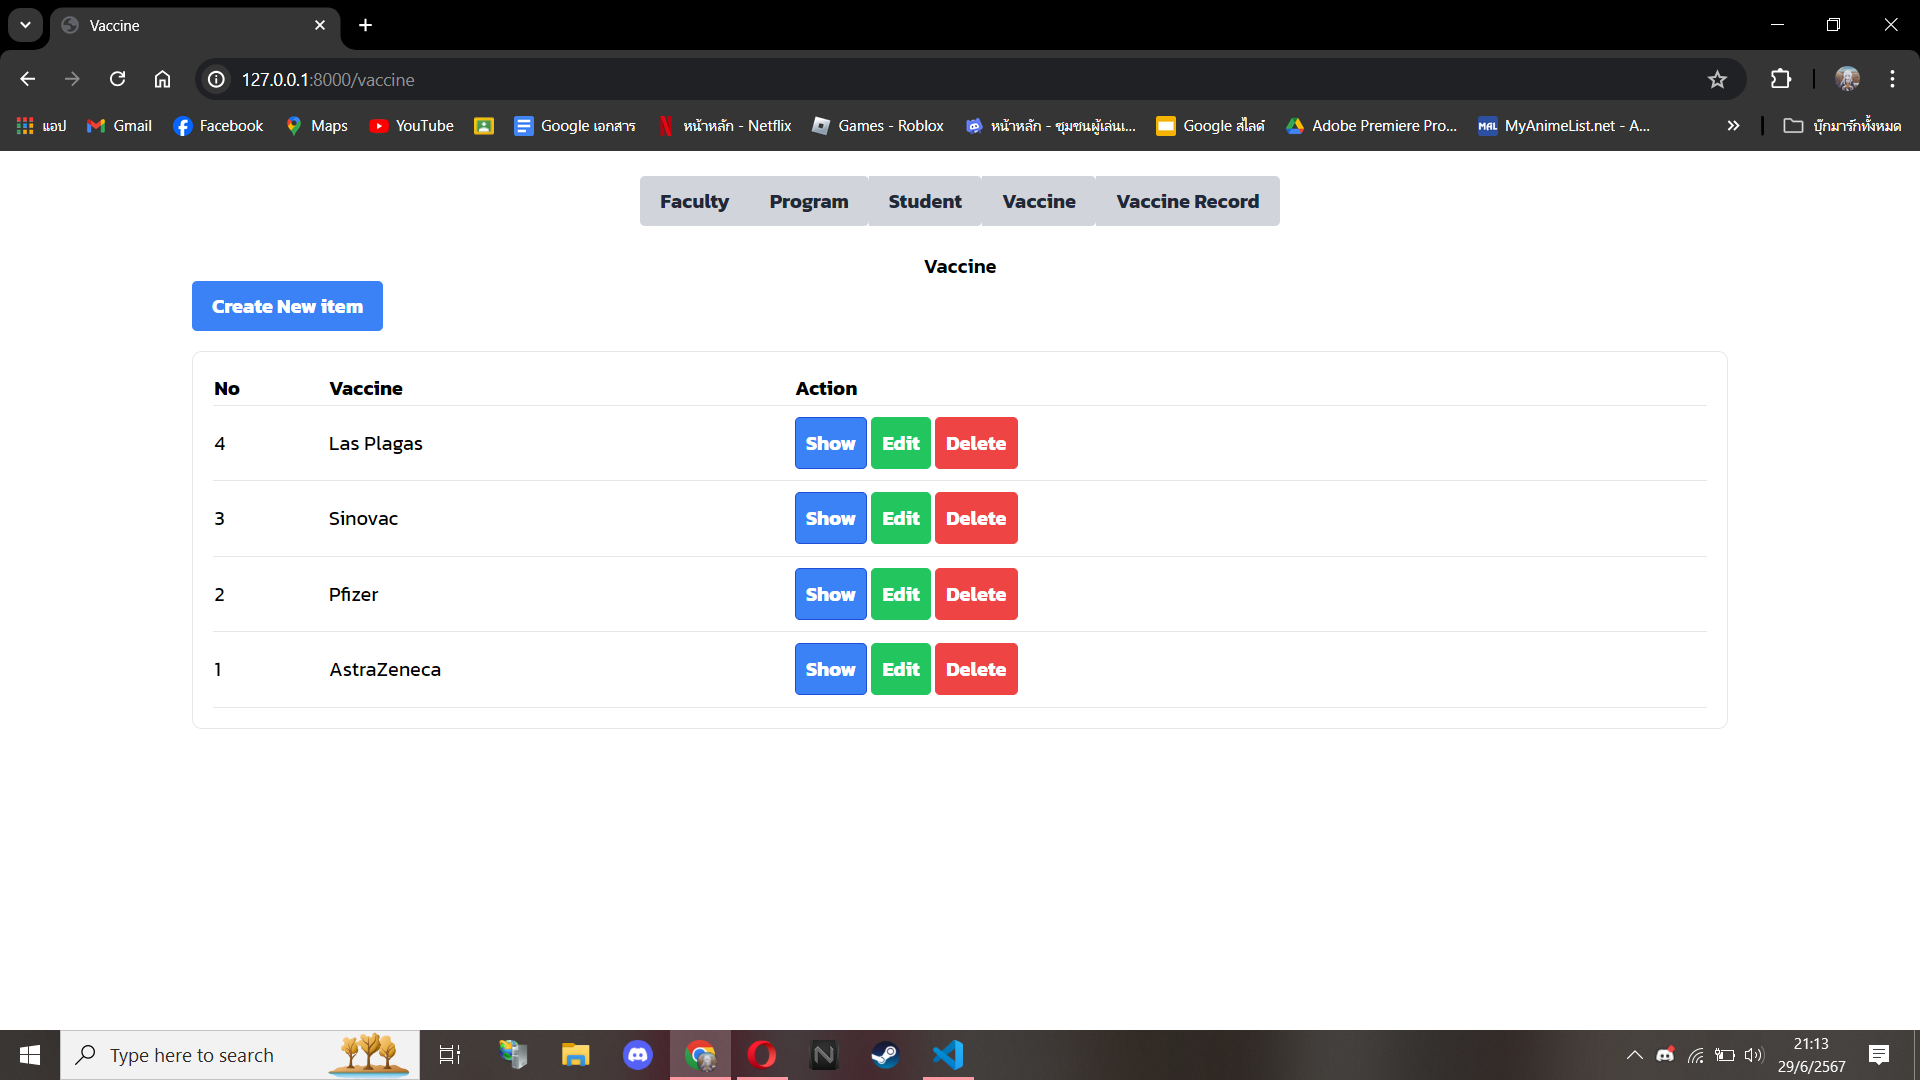 Vaccine
127.0.0.1:8000/vaccine
แอป Gmail Facebook Maps YouTube Google เอกสาร หน้าหลัก - Netflix Games - Roblox หน้าหลัก - ชุมชนผู้เล่นเ... Google สไลด์ Adobe Premiere Pro... MAL MyAnimeList.net - A... บุ๊กมาร์กทั้งหมด
Faculty Program Student Vaccine Vaccine Record
Vaccine
Create New item
No Vaccine Action
4 Las Plagas Show Edit Delete
3 Sinovac Show Edit Delete
2 Pfizer Show Edit Delete
1 AstraZeneca Show Edit Delete
Type here to search
21:13
29/6/2567